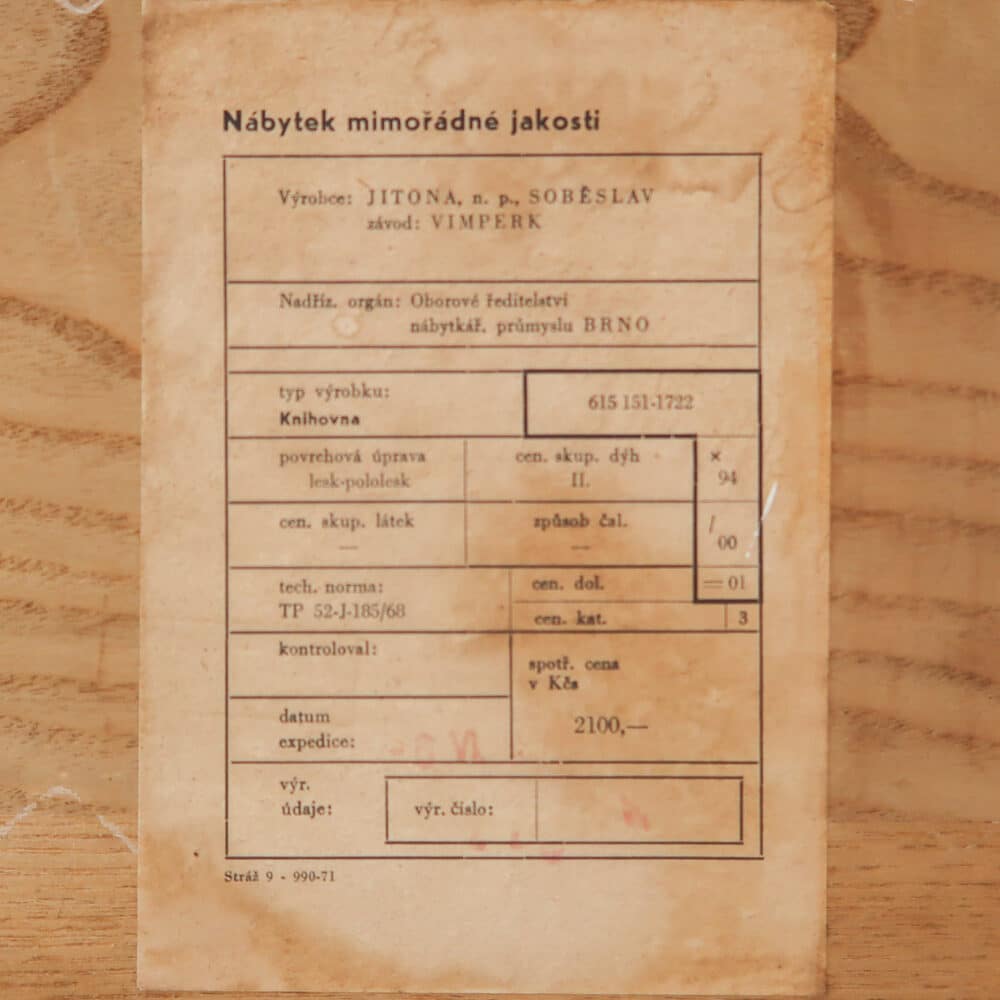 Nábytek mimořádné jakosti
Výrobce: JITONA, n. p., SOBĚSLAV
závod: VIMPERK
Nadříz. orgán: Oborové ředitelství
nábytkář. průmyslu BRNO
typ výrobku:
Knihovna
615 151-1722
povrchová úprava
lesk-pololesk
cen. skup. dýh
II.
×
94
cen. skup. látek
—
způsob čal.
—
/
00
tech. norma:
TP 52-J-185/68
cen. dol.
= 01
cen. kat.
3
kontroloval:
spotř. cena
v Kčs
2100,—
datum
expedice:
výr.
údaje:
výr. číslo:
Stráž 9 - 990-71